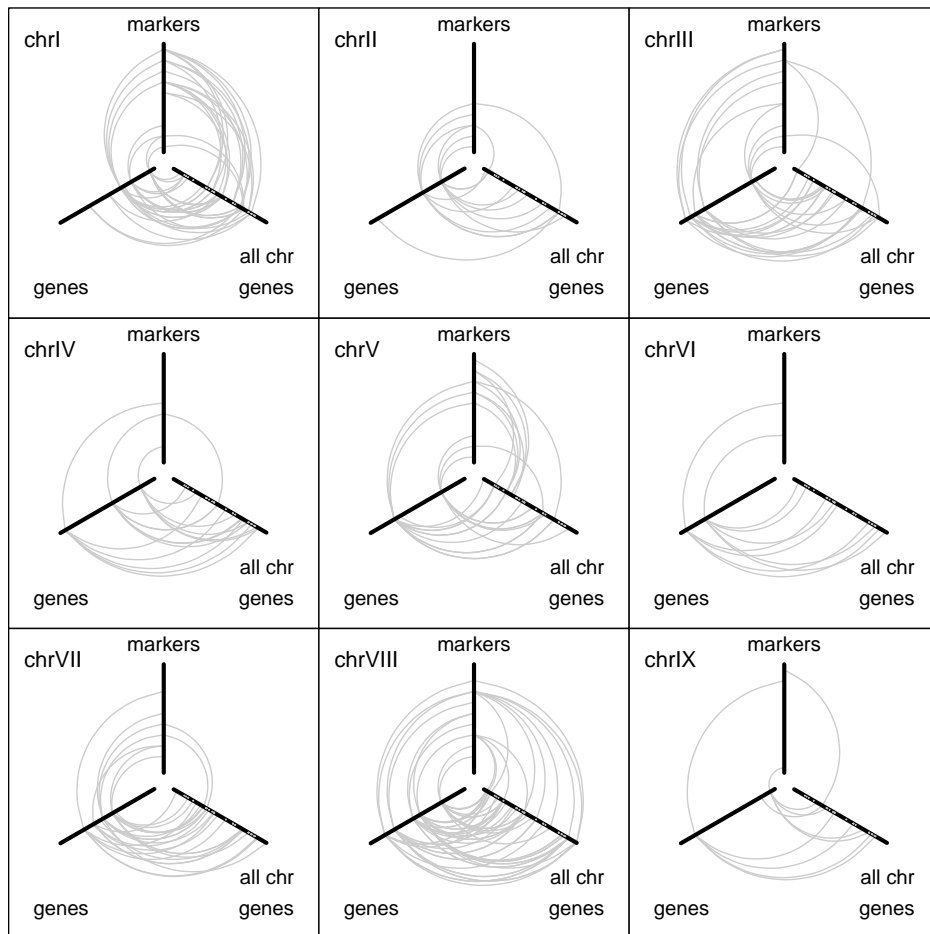 chrI
markers
all chr
genes
genes
chrII
markers
all chr
genes
genes
chrIII
markers
all chr
genes
genes
chrIV
markers
all chr
genes
genes
chrV
markers
all chr
genes
genes
chrVI
markers
all chr
genes
genes
chrVII
markers
all chr
genes
genes
chrVIII
markers
all chr
genes
genes
chrIX
markers
all chr
genes
genes